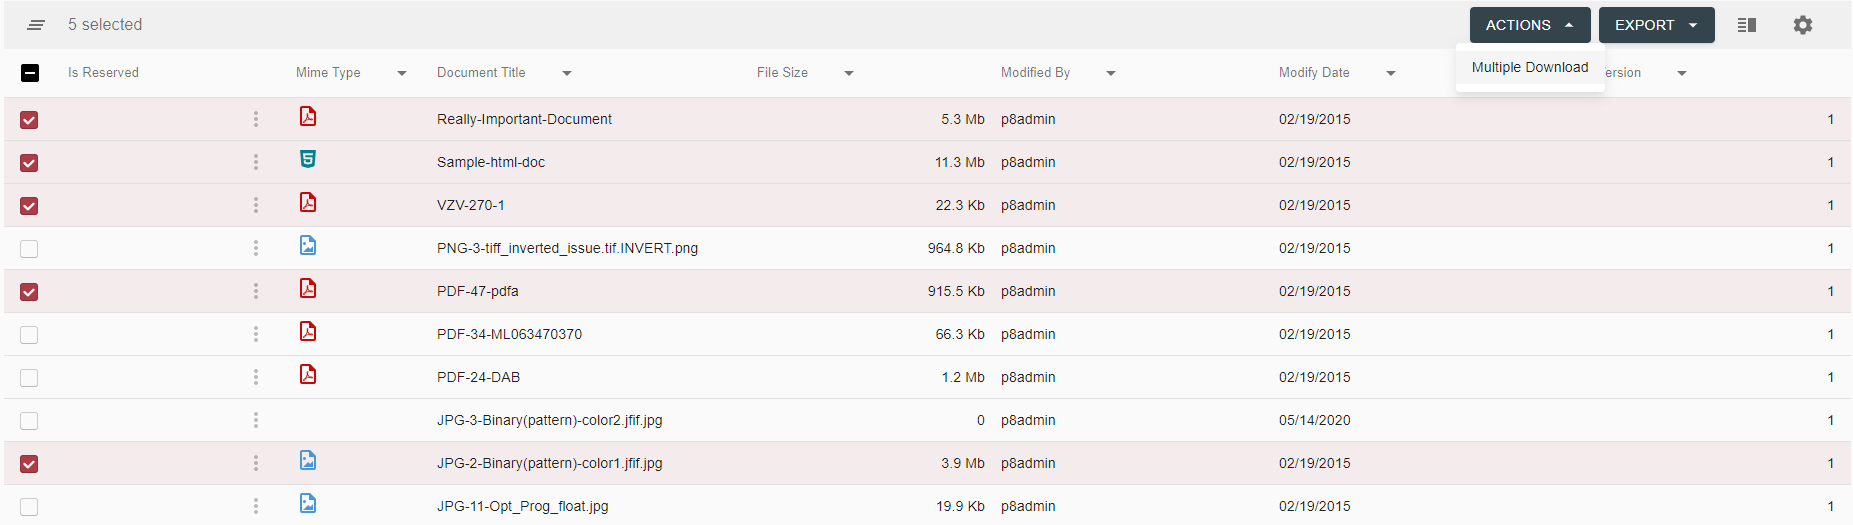 5 selected ACTIONS EXPORT
Multiple Download
Is Reserved Mime Type Document Title File Size Modified By Modify Date ersion
Really-Important-Document 5.3 Mb p8admin 02/19/2015 1
Sample-html-doc 11.3 Mb p8admin 02/19/2015 1
VZV-270-1 22.3 Kb p8admin 02/19/2015 1
PNG-3-tiff_inverted_issue.tif.INVERT.png 964.8 Kb p8admin 02/19/2015 1
PDF-47-pdfa 915.5 Kb p8admin 02/19/2015 1
PDF-34-ML063470370 66.3 Kb p8admin 02/19/2015 1
PDF-24-DAB 1.2 Mb p8admin 02/19/2015 1
JPG-3-Binary(pattern)-color2.jfif.jpg 0 p8admin 05/14/2020 1
JPG-2-Binary(pattern)-color1.jfif.jpg 3.9 Mb p8admin 02/19/2015 1
JPG-11-Opt_Prog_float.jpg 19.9 Kb p8admin 02/19/2015 1